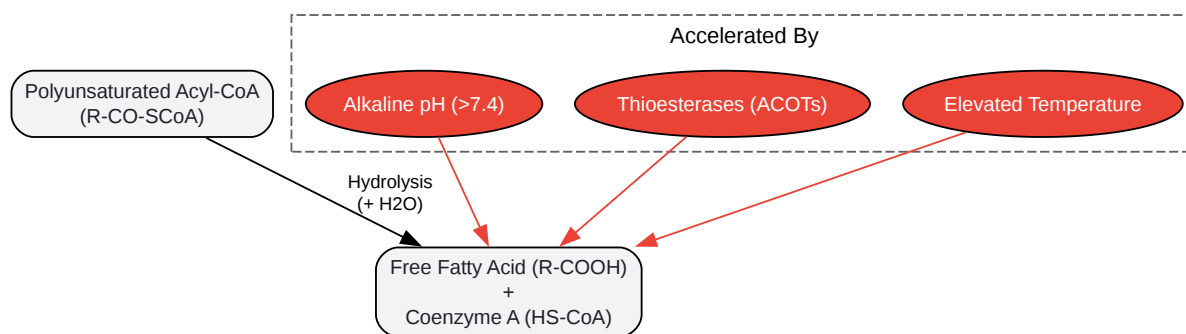 Accelerated By
Polyunsaturated Acyl-CoA
(R-CO-SCoA)
Alkaline pH (>7.4)
Thioesterases (ACOTs)
Elevated Temperature
Hydrolysis
(+ H2O)
Free Fatty Acid (R-COOH)
+
Coenzyme A (HS-CoA)